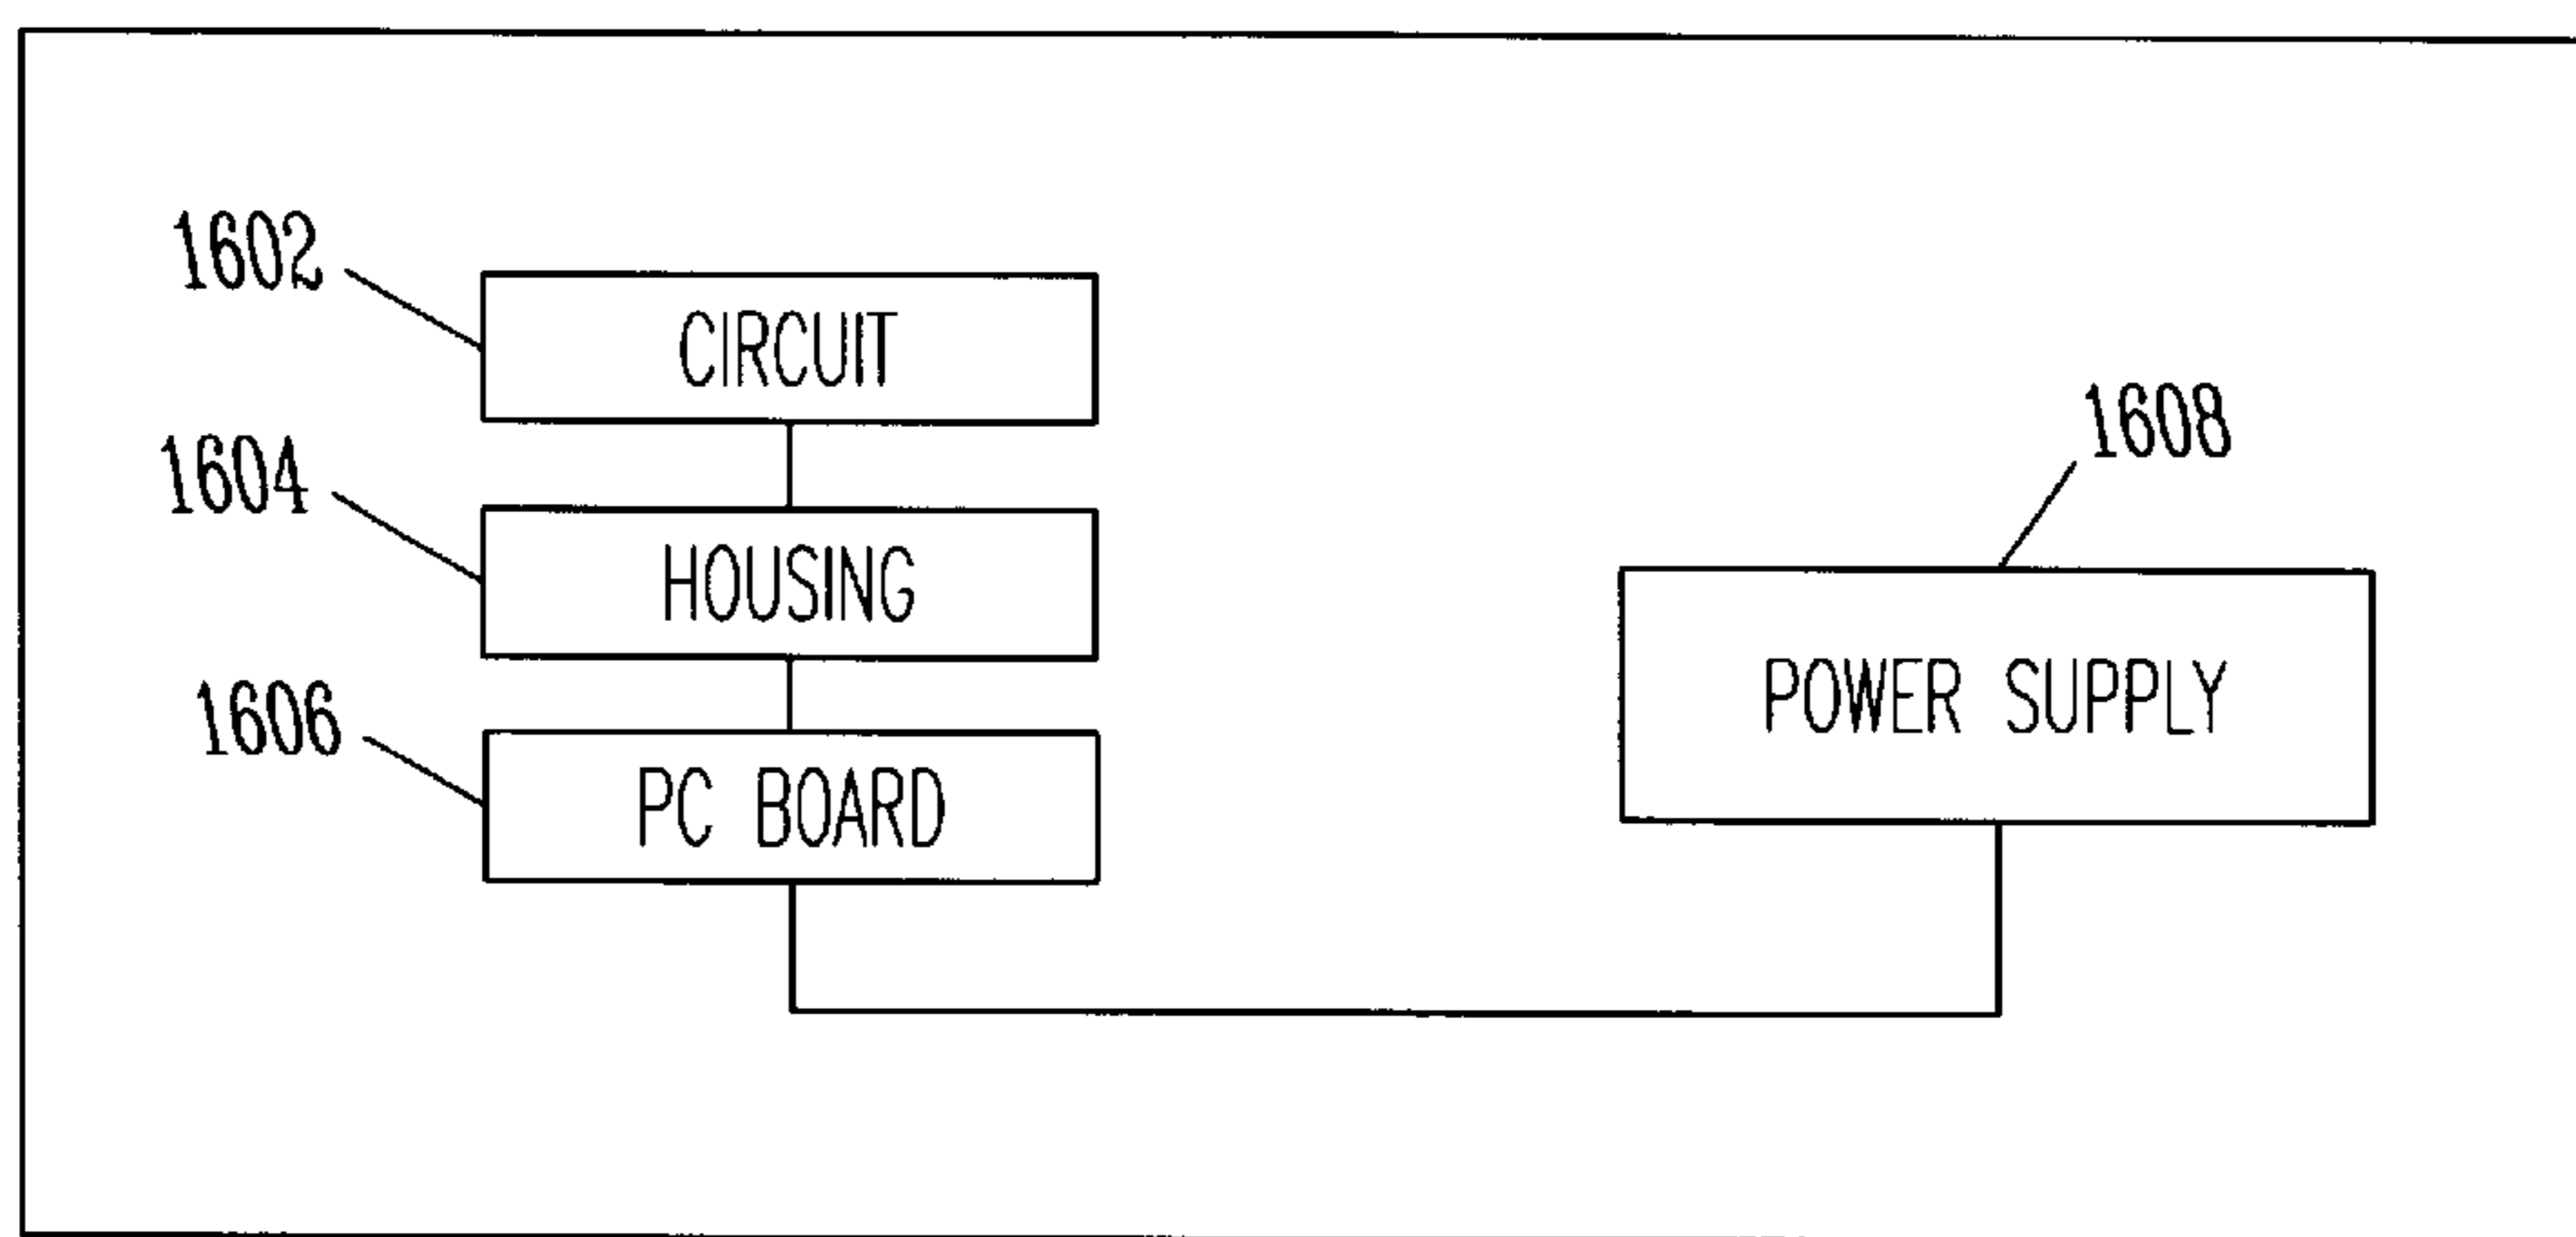 1602
CIRCUIT
1604
HOUSING
1606
PC BOARD
1608
POWER SUPPLY